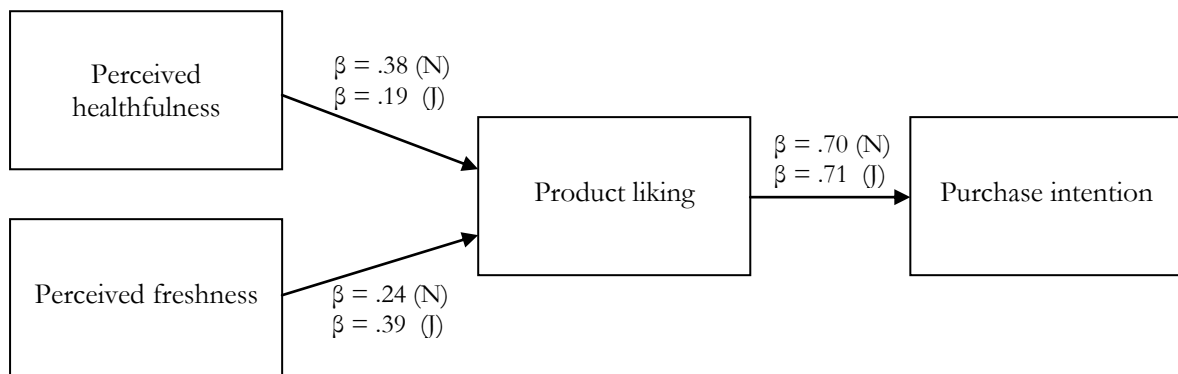 Perceived
healthfulness
β = .38 (N)
β = .19 (J)
Product liking
β = .70 (N)
β = .71 (J)
Purchase intention
Perceived freshness
β = .24 (N)
β = .39 (J)